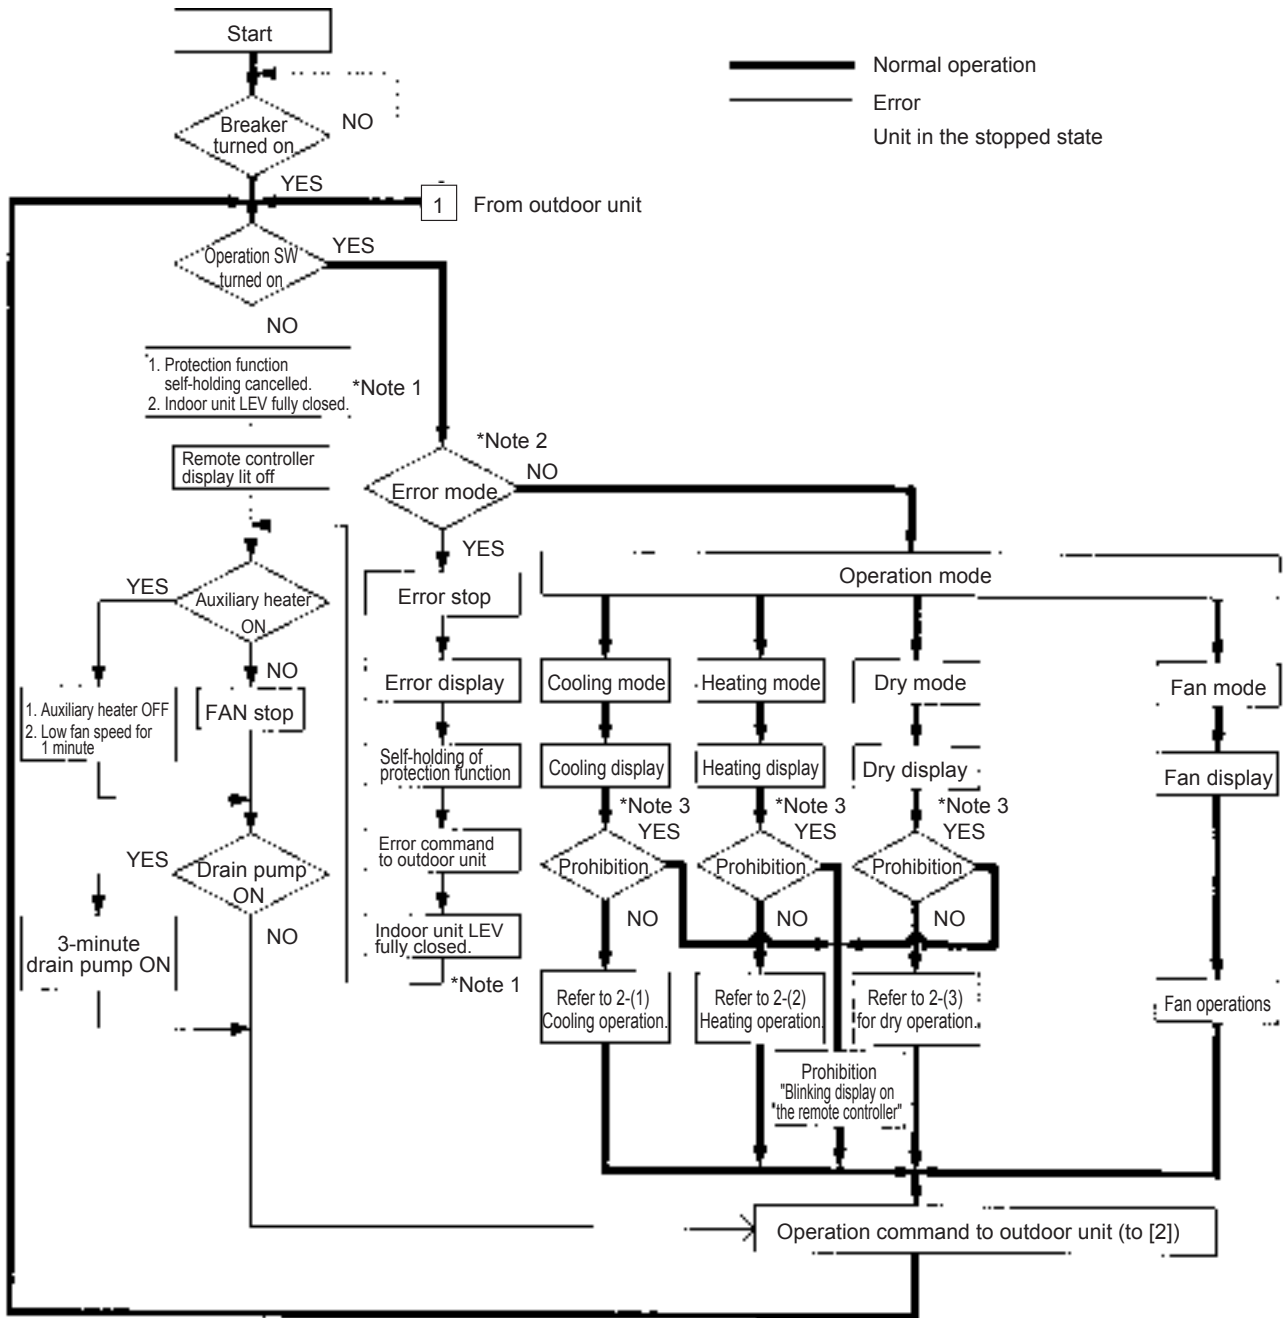 Start
Normal operation
Error
Unit in the stopped state
Breaker
turned on
NO
YES
1
From outdoor unit
Operation SW
turned on
YES
NO
1. Protection function
self-holding cancelled.
2. Indoor unit LEV fully closed.
*Note 1
Remote controller
display lit off
*Note 2
Error mode
NO
YES
Operation mode
YES
Auxiliary heater
ON
NO
Error stop
1. Auxiliary heater OFF
2. Low fan speed for
1 minute
FAN stop
Error display
Cooling mode
Heating mode
Dry mode
Fan mode
Self-holding of
protection function
Cooling display
Heating display
Dry display
Fan display
*Note 3
YES
*Note 3
YES
*Note 3
YES
YES
Drain pump
ON
NO
Error command
to outdoor unit
Prohibition
Prohibition
Prohibition
NO
NO
NO
3-minute
drain pump ON
Indoor unit LEV
fully closed.
*Note 1
Refer to 2-(1)
Cooling operation.
Refer to 2-(2)
Heating operation.
Refer to 2-(3)
for dry operation.
Fan operations
Prohibition
"Blinking display on
"the remote controller"
Operation command to outdoor unit (to [2])